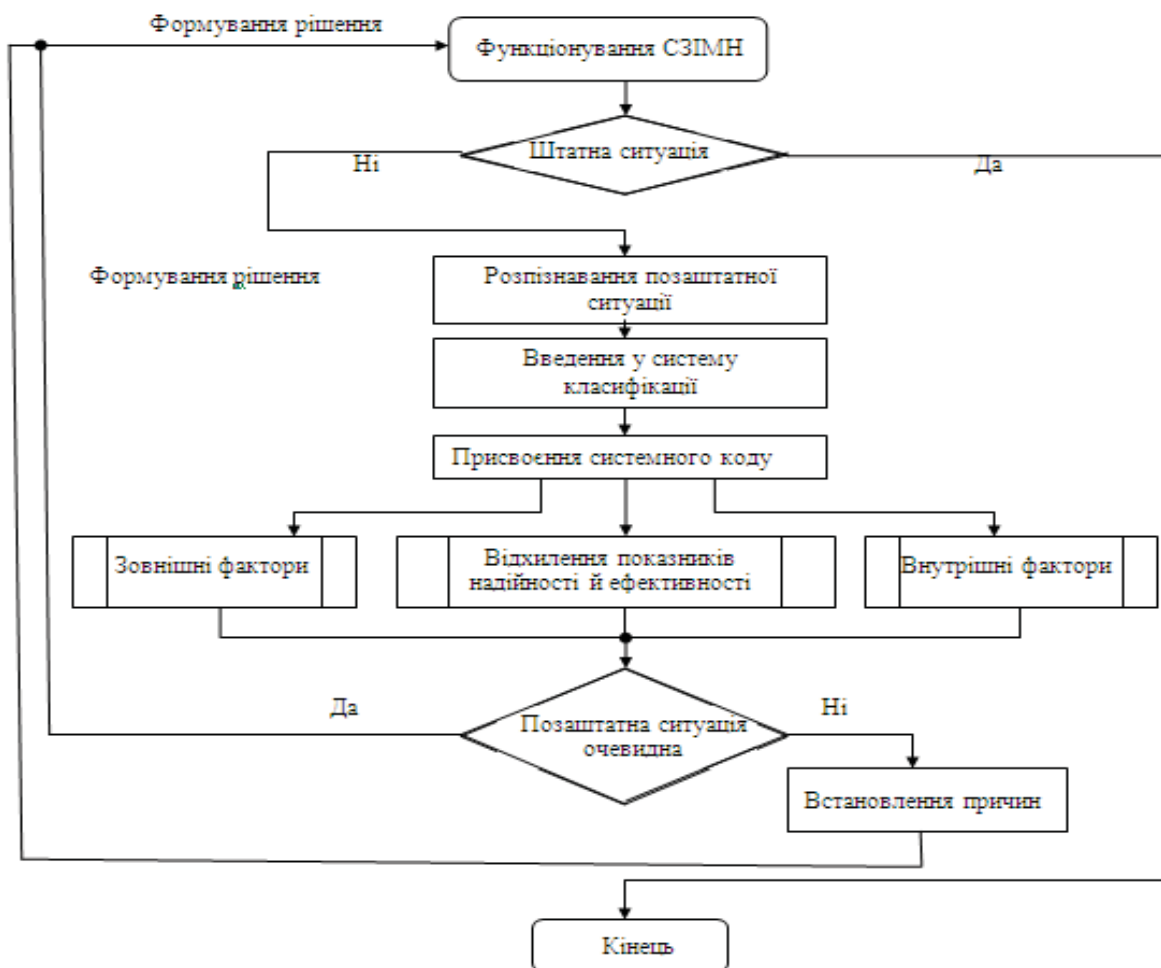 Формування рішення
Функціонування СЗІМН
Штатна ситуація
Ні
Да
Формування рішення
Розпізнавання позаштатної
ситуації
Введення у систему
класифікації
Присвоєння системного коду
Зовнішні фактори
Відхилення показників
надійності й ефективності
Внутрішні фактори
Да
Ні
Позаштатна ситуація
очевидна
Встановлення причин
Кінець